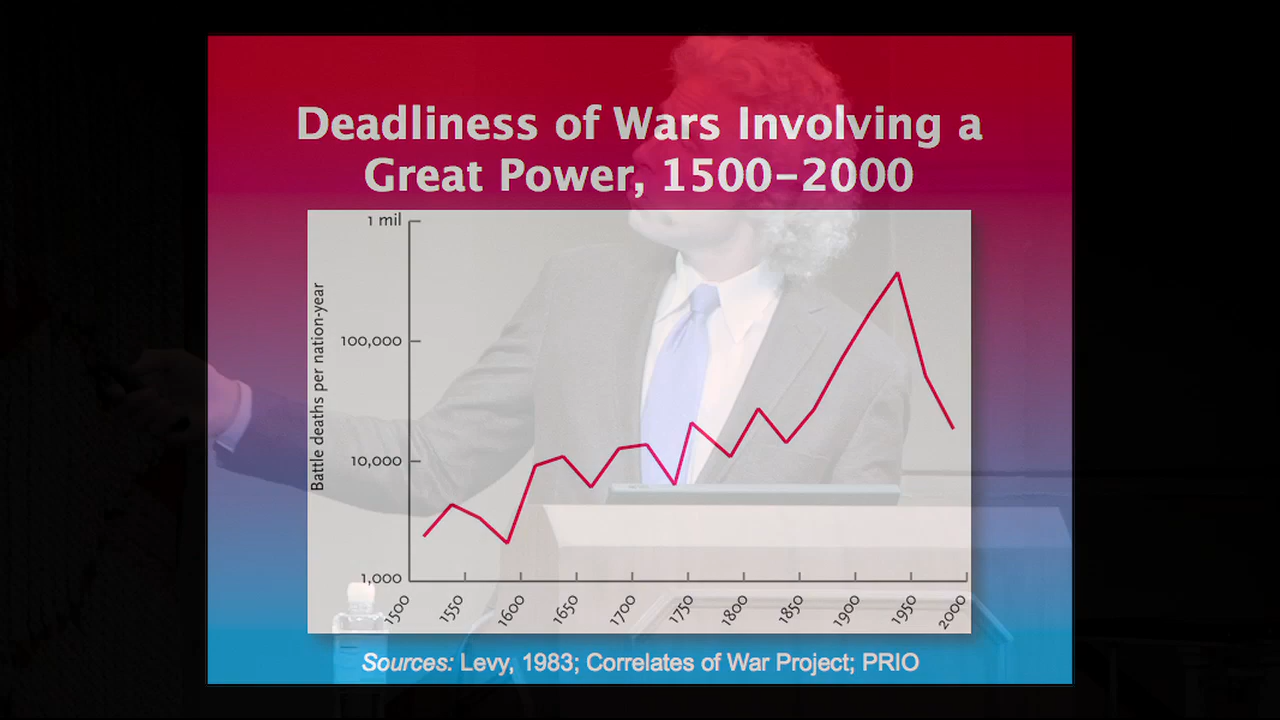 Deadliness of Wars Involving a
Great Power, 1500–2000
1 mil
100,000
10,000
1,000
Battle deaths per nation-year
1500
1550
1600
1650
1700
1750
1800
1850
1900
1950
2000
Sources: Levy, 1983; Correlates of War Project; PRIO